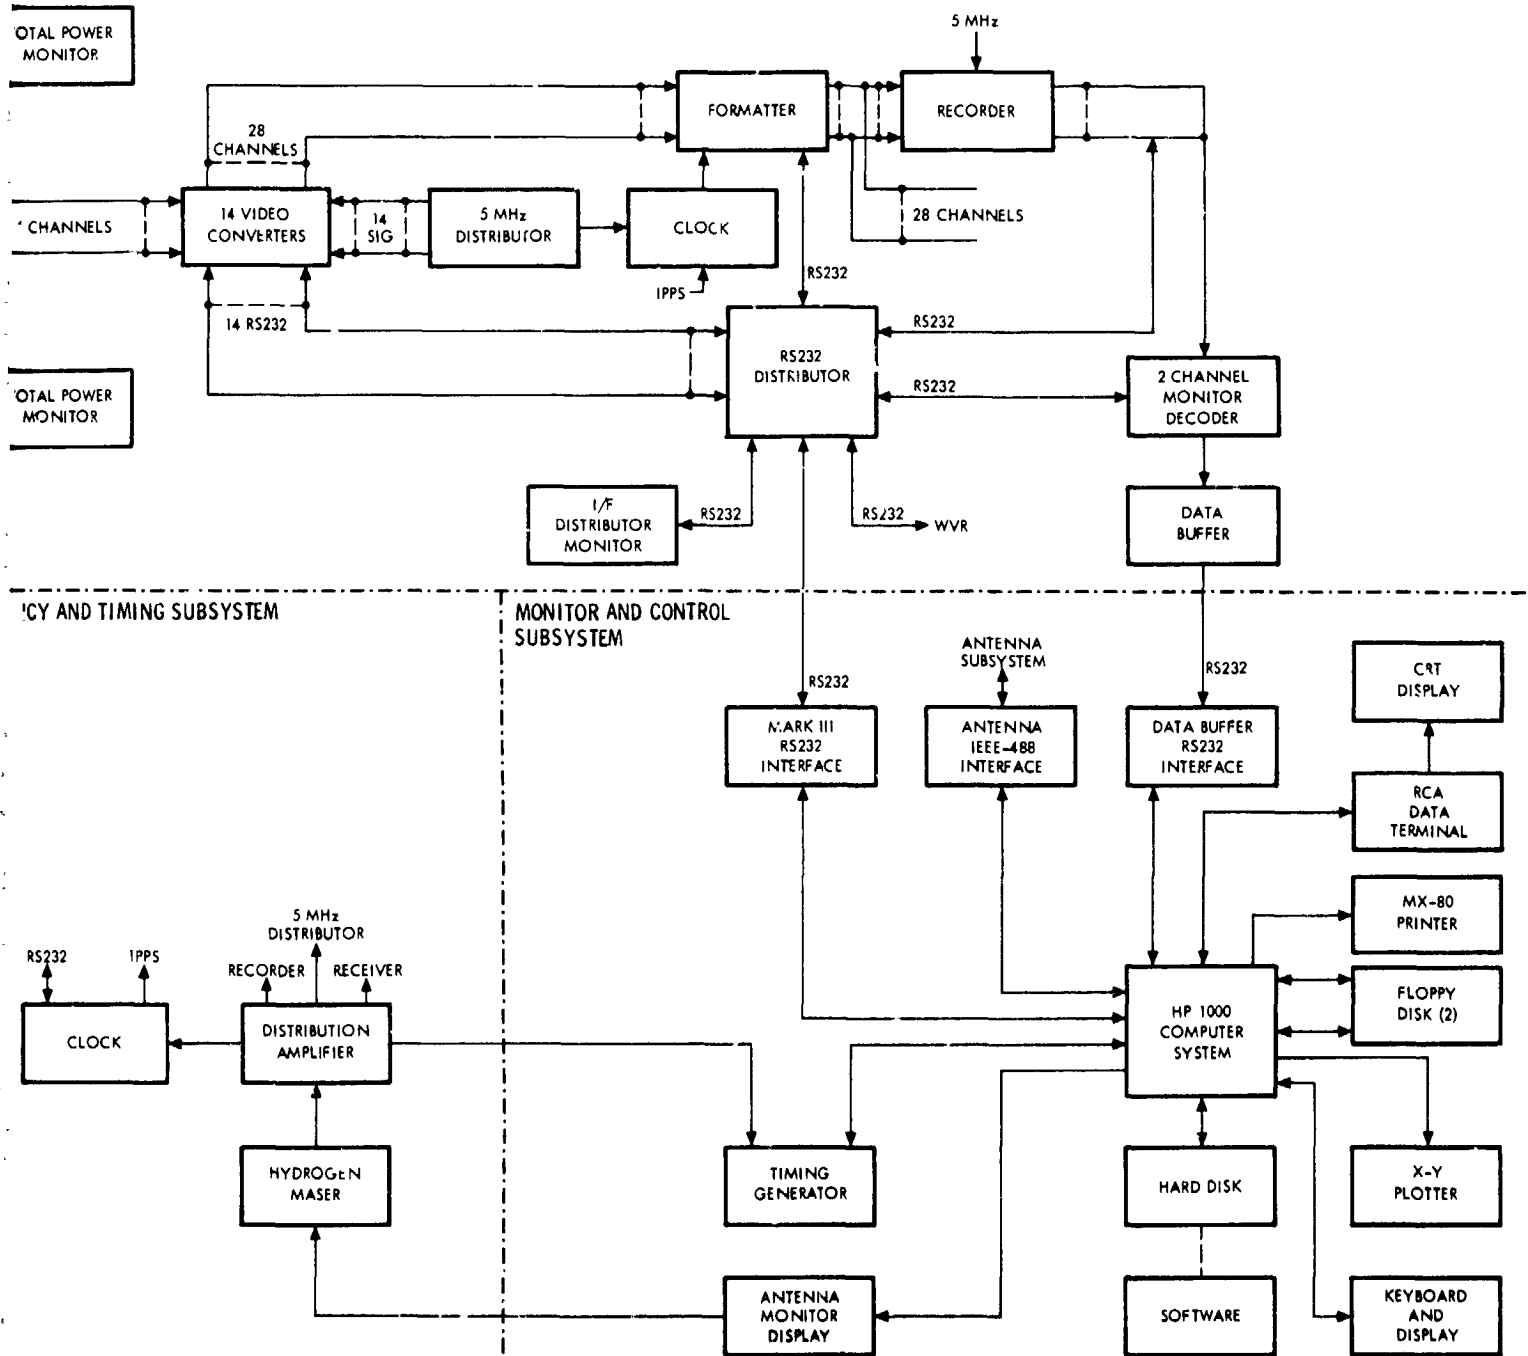 OTAL POWER
MONITOR
5 MHz
FORMATTER
RECORDER
28
CHANNELS
CHANNELS
14 VIDEO
CONVERTERS
14
SIG
5 MHz
DISTRIBUTOR
CLOCK
28 CHANNELS
1PPS
RS232
14 RS232
RS232
RS232
DISTRIBUTOR
RS232
2 CHANNEL
MONITOR
DECODER
OTAL POWER
MONITOR
I/F
DISTRIBUTOR
MONITOR
RS232
RS232
WVR
DATA
BUFFER
CY AND TIMING SUBSYSTEM
MONITOR AND CONTROL
SUBSYSTEM
ANTENNA
SUBSYSTEM
RS232
RS232
CRT
DISPLAY
MARK III
RS232
INTERFACE
ANTENNA
IEEE-488
INTERFACE
DATA BUFFER
RS232
INTERFACE
RCA
DATA
TERMINAL
MX-80
PRINTER
5 MHz
DISTRIBUTOR
RS232
1PPS
RECORDER
RECEIVER
CLOCK
DISTRIBUTION
AMPLIFIER
HP 1000
COMPUTER
SYSTEM
FLOPPY
DISK (2)
HYDROGEN
MASER
TIMING
GENERATOR
HARD DISK
X-Y
PLOTTER
ANTENNA
MONITOR
DISPLAY
SOFTWARE
KEYBOARD
AND
DISPLAY